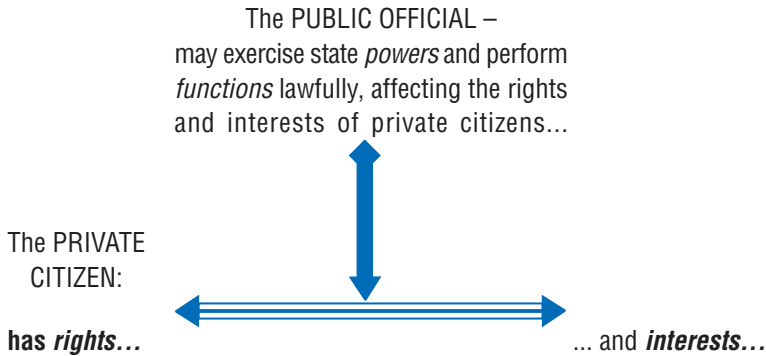 The PUBLIC OFFICIAL –
may exercise state powers and perform
functions lawfully, affecting the rights
and interests of private citizens...
The PRIVATE
CITIZEN:
has rights...
... and interests...